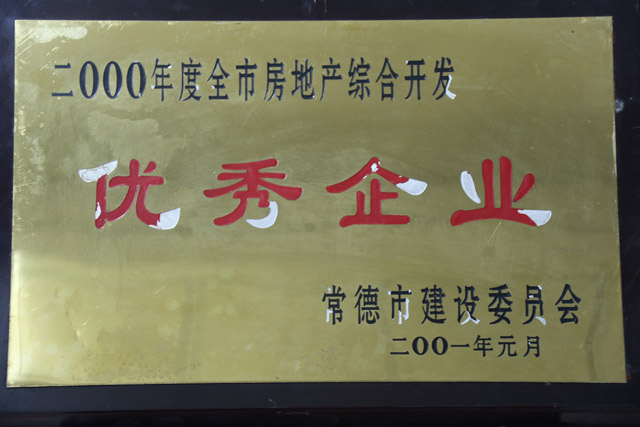 二000年度全市房地产综合开发
优秀企业
常德市建设委员会
二00一年元月